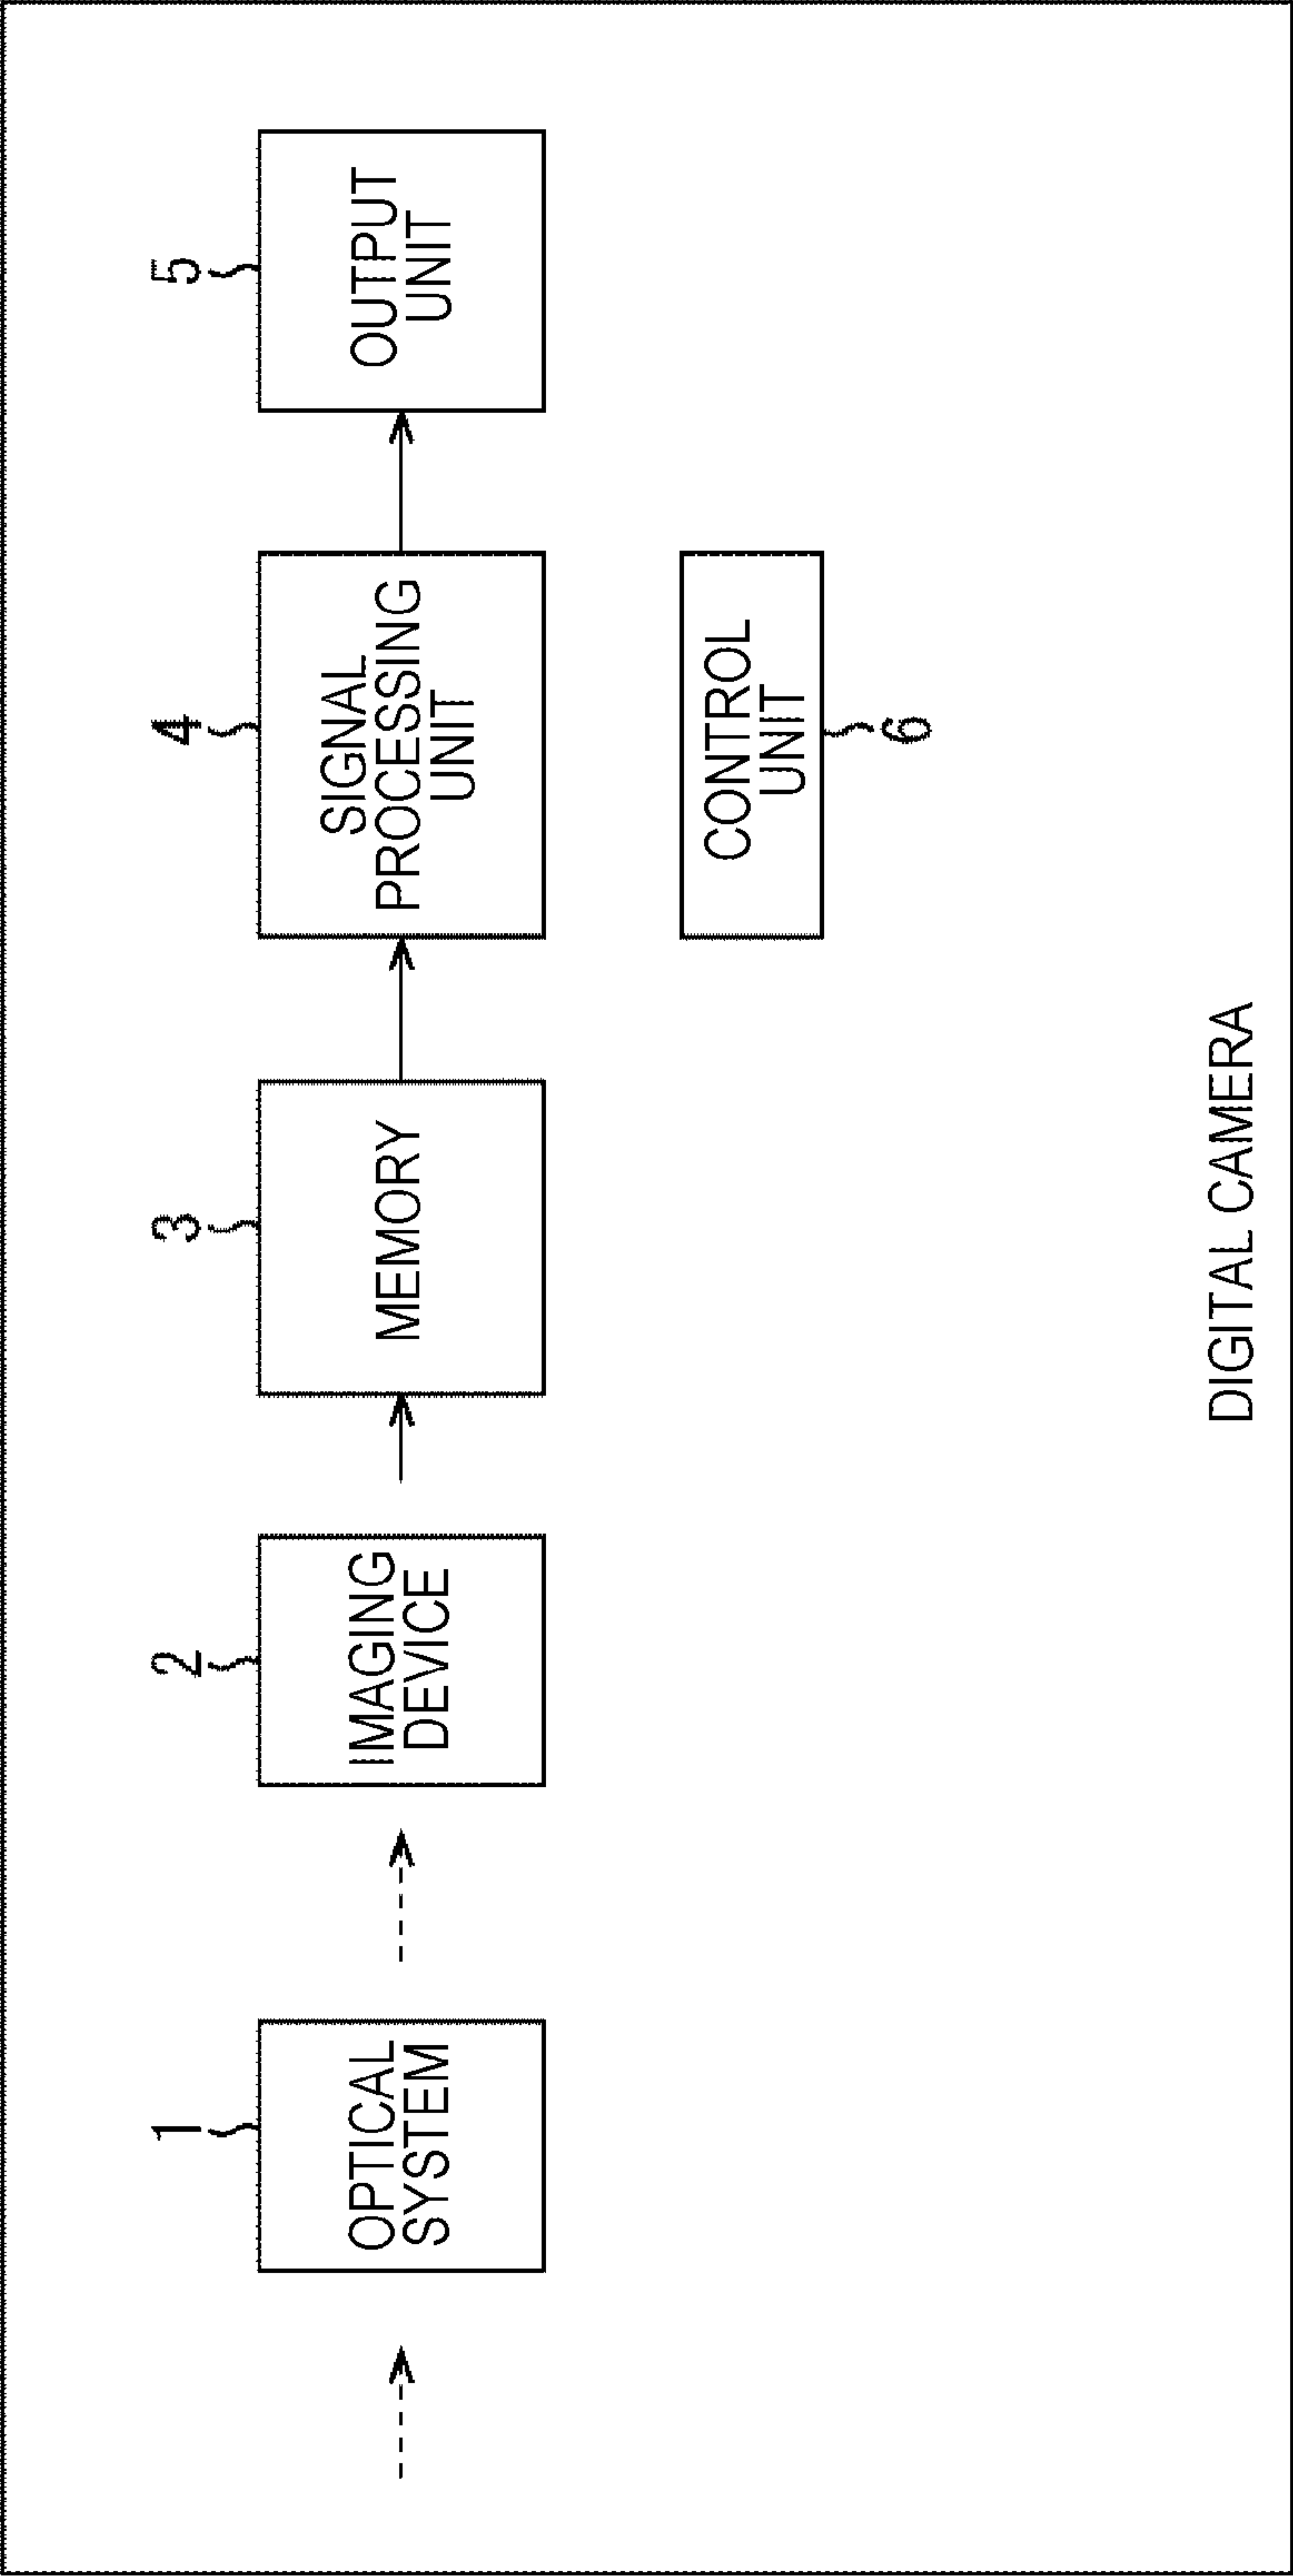 1
2
3
4
5
OPTICAL
SYSTEM
IMAGING
DEVICE
MEMORY
SIGNAL
PROCESSING
UNIT
OUTPUT
UNIT
CONTROL
UNIT
6
DIGITAL CAMERA